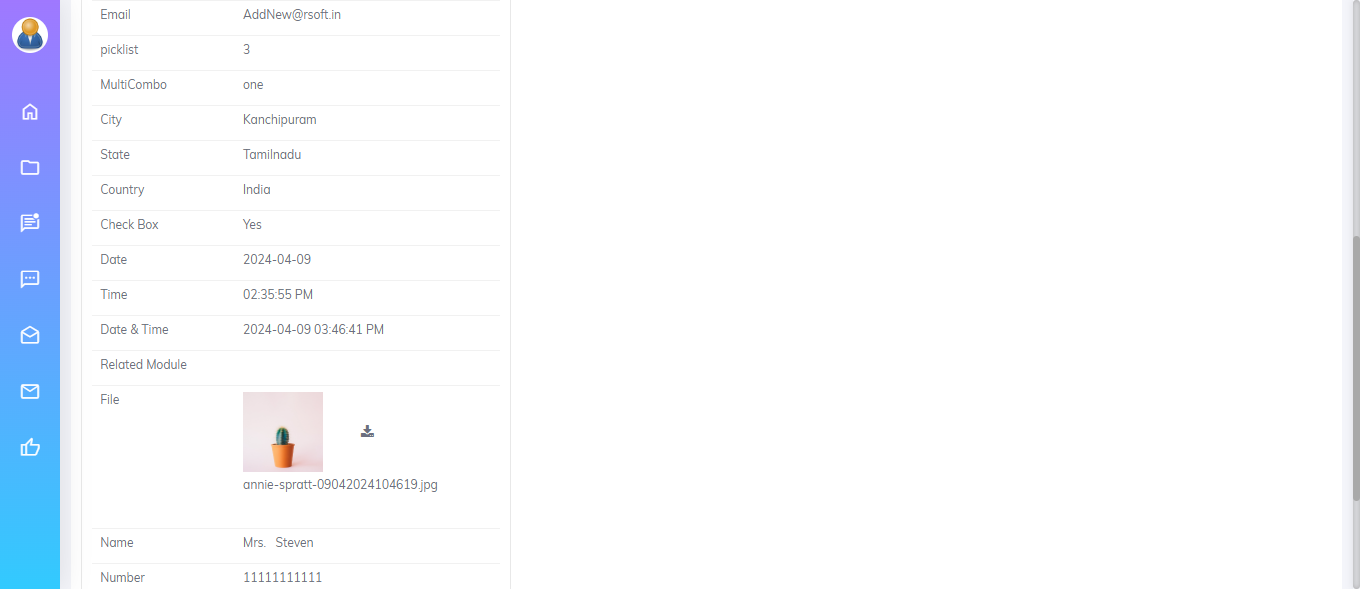 Email AddNew@rsoft.in
picklist 3
MultiCombo one
City Kanchipuram
State Tamilnadu
Country India
Check Box Yes
Date 2024-04-09
Time 02:35:55 PM
Date & Time 2024-04-09 03:46:41 PM
Related Module
File
annie-spratt-09042024104619.jpg
Name Mrs. Steven
Number 11111111111